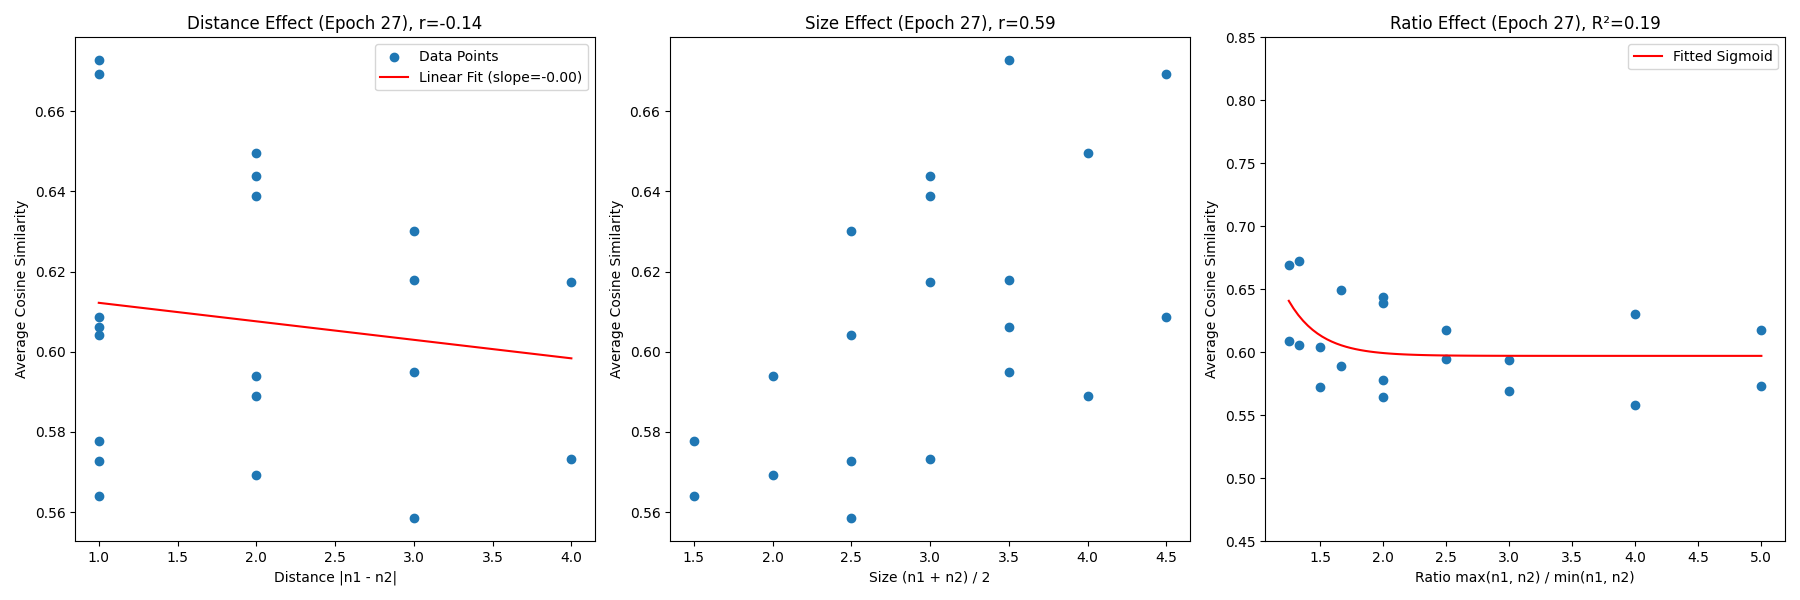 Distance Effect (Epoch 27), r=-0.14
Data Points
Linear Fit (slope=-0.00)
0.66
0.64
0.62
0.60
0.58
0.56
Average Cosine Similarity
1.0 1.5 2.0 2.5 3.0 3.5 4.0
Distance |n1 - n2|
Size Effect (Epoch 27), r=0.59
0.66
0.64
0.62
0.60
0.58
0.56
Average Cosine Similarity
1.5 2.0 2.5 3.0 3.5 4.0 4.5
Size (n1 + n2) / 2
Ratio Effect (Epoch 27), R²=0.19
Fitted Sigmoid
0.85
0.80
0.75
0.70
0.65
0.60
0.55
0.50
0.45
Average Cosine Similarity
1.5 2.0 2.5 3.0 3.5 4.0 4.5 5.0
Ratio max(n1, n2) / min(n1, n2)